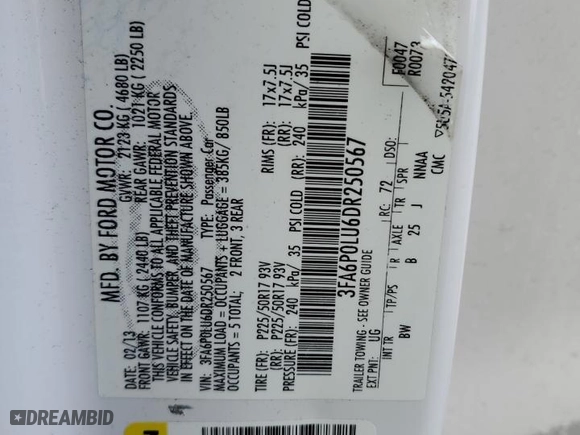 MFD. BY FORD MOTOR CO.
DATE: 02/13 GVWR: 2123 KG ( 4680 LB)
FRONT GAWR: 1107 KG ( 2440 LB) REAR GAWR: 1021 KG ( 2250 LB)
THIS VEHICLE CONFORMS TO ALL APPLICABLE FEDERAL MOTOR
VEHICLE SAFETY, BUMPER, AND THEFT PREVENTION STANDARDS
IN EFFECT ON THE DATE OF MANUFACTURE SHOWN ABOVE.
VIN: 3FA6P0LU6DR250567 TYPE: Passenger Car
MAXIMUM LOAD = OCCUPANTS + LUGGAGE = 385KG/ 850LB
OCCUPANTS = 5 TOTAL; 2 FRONT, 3 REAR
TIRE (FR): P225/50R17 93V RIMS (FR): 17x7.5J
(RR): P225/50R17 93V (RR): 17x7.5J
PRESSURE (FR): 240 kPa/ 35 PSI COLD (RR): 240 kPa/ 35 PSI COLD
3FA6P0LU6DR250567
F0047
R0073
TRAILER TOWING - SEE OWNER GUIDE
EXT PNT: UG RC: 72 DSO:
INT TR TP/PS R AXLE TR SPR
BW B 25 J NNAA
CMC
DREAMBID